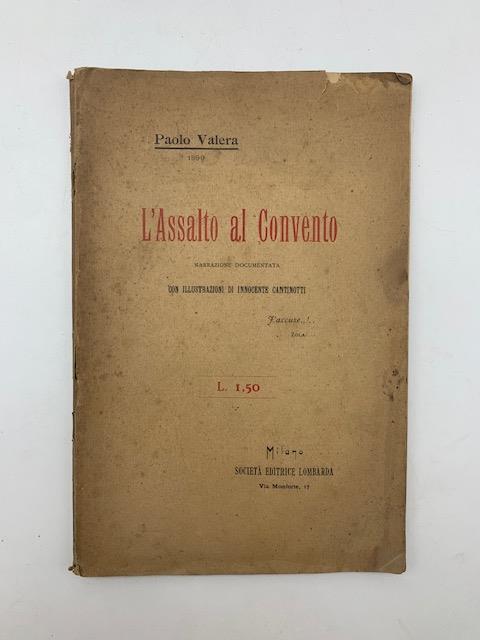 Paolo Valera
1899
L'Assalto al Convento
NARRAZIONE DOCUMENTATA
CON ILLUSTRAZIONI DI INNOCENTE CANTINOTTI
J'accuse..!..
ZOLA
L. 1,50
Milano
SOCIETÀ EDITRICE LOMBARDA
Via Monforte, 17